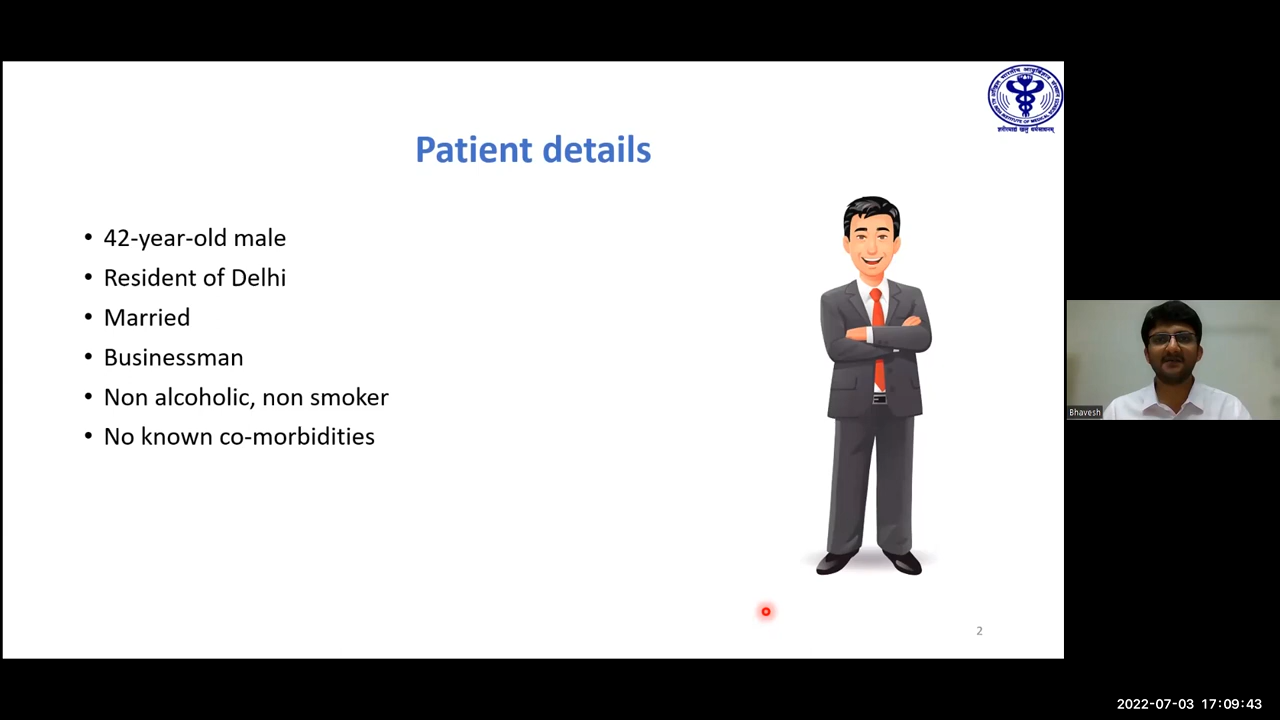 Patient details
• 42-year-old male
• Resident of Delhi
• Married
• Businessman
• Non alcoholic, non smoker
• No known co-morbidities
2
Bhavesh
2022-07-03 17:09:43